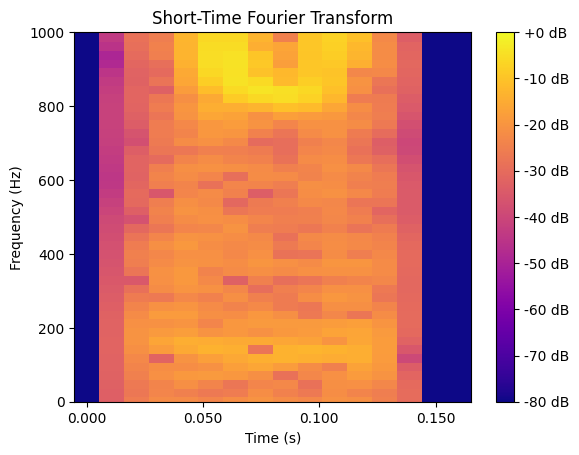 Short-Time Fourier Transform
1000
800
600
400
200
0
Frequency (Hz)
0.000
0.050
0.100
0.150
Time (s)
+0 dB
-10 dB
-20 dB
-30 dB
-40 dB
-50 dB
-60 dB
-70 dB
-80 dB